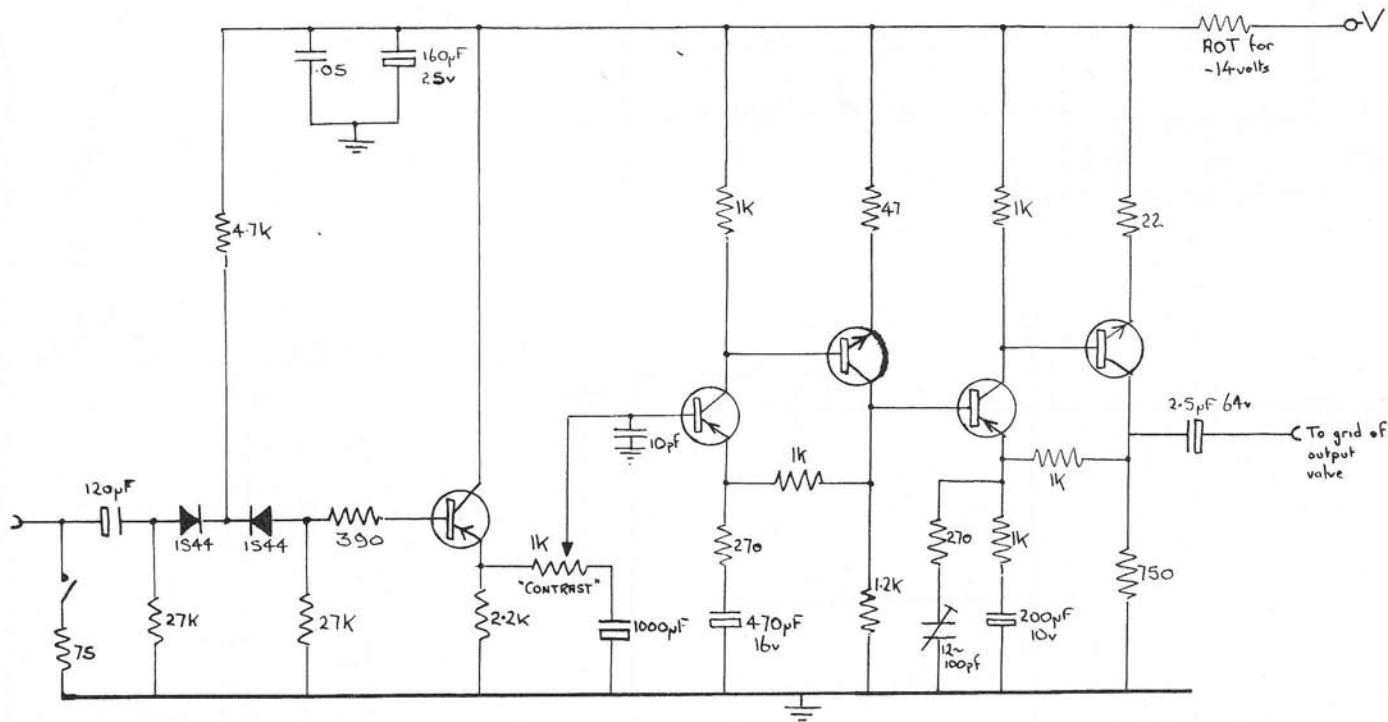 -V
AOT for
~14volts
.05
160µF
25v
4.7K
1K
47
1K
22
10pf
1k
2.5µF 64v
To grid of
output
valve
1k
120µF
1S44
1S44
390
1K
"CONTRAST"
270
270
1K
750
75
27K
27K
2.2K
1000µF
470µF
16v
1.2K
12~
100pf
200µF
10v